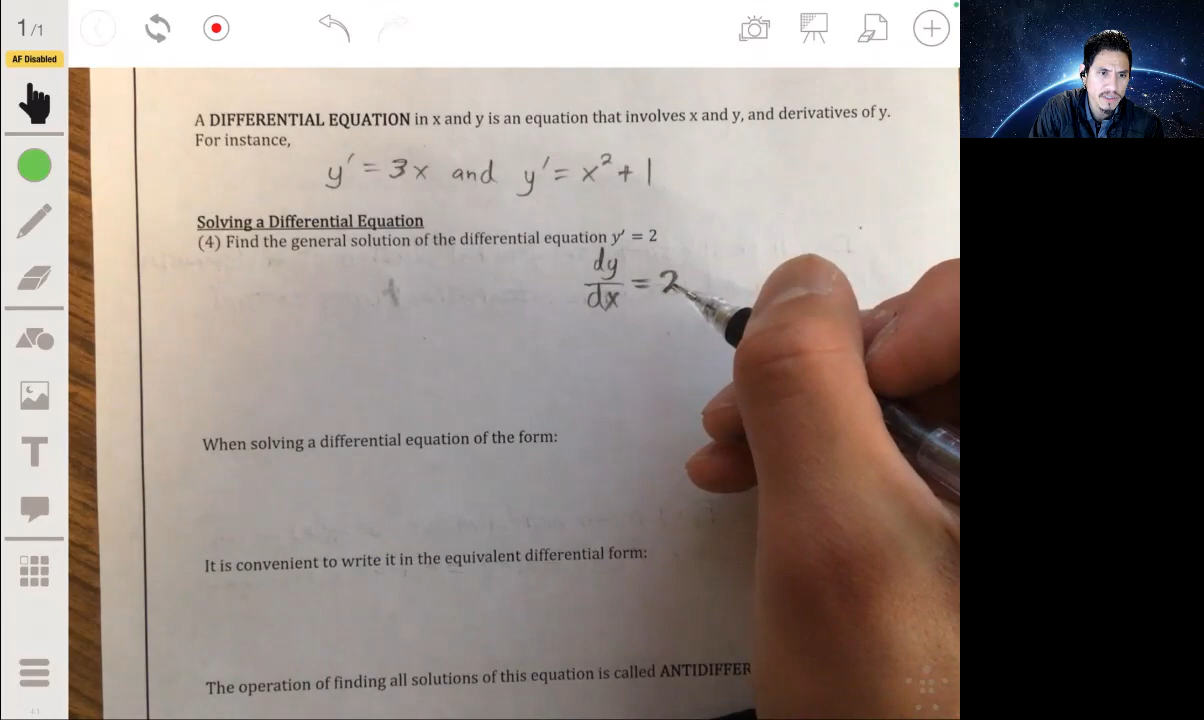 1/1
AF Disabled
A DIFFERENTIAL EQUATION in x and y is an equation that involves x and y, and derivatives of y.
For instance,
y' = 3x and y' = x² + 1
Solving a Differential Equation
(4) Find the general solution of the differential equation y' = 2
dy/dx = 2
When solving a differential equation of the form:
It is convenient to write it in the equivalent differential form:
The operation of finding all solutions of this equation is called ANTIDIFFER
T